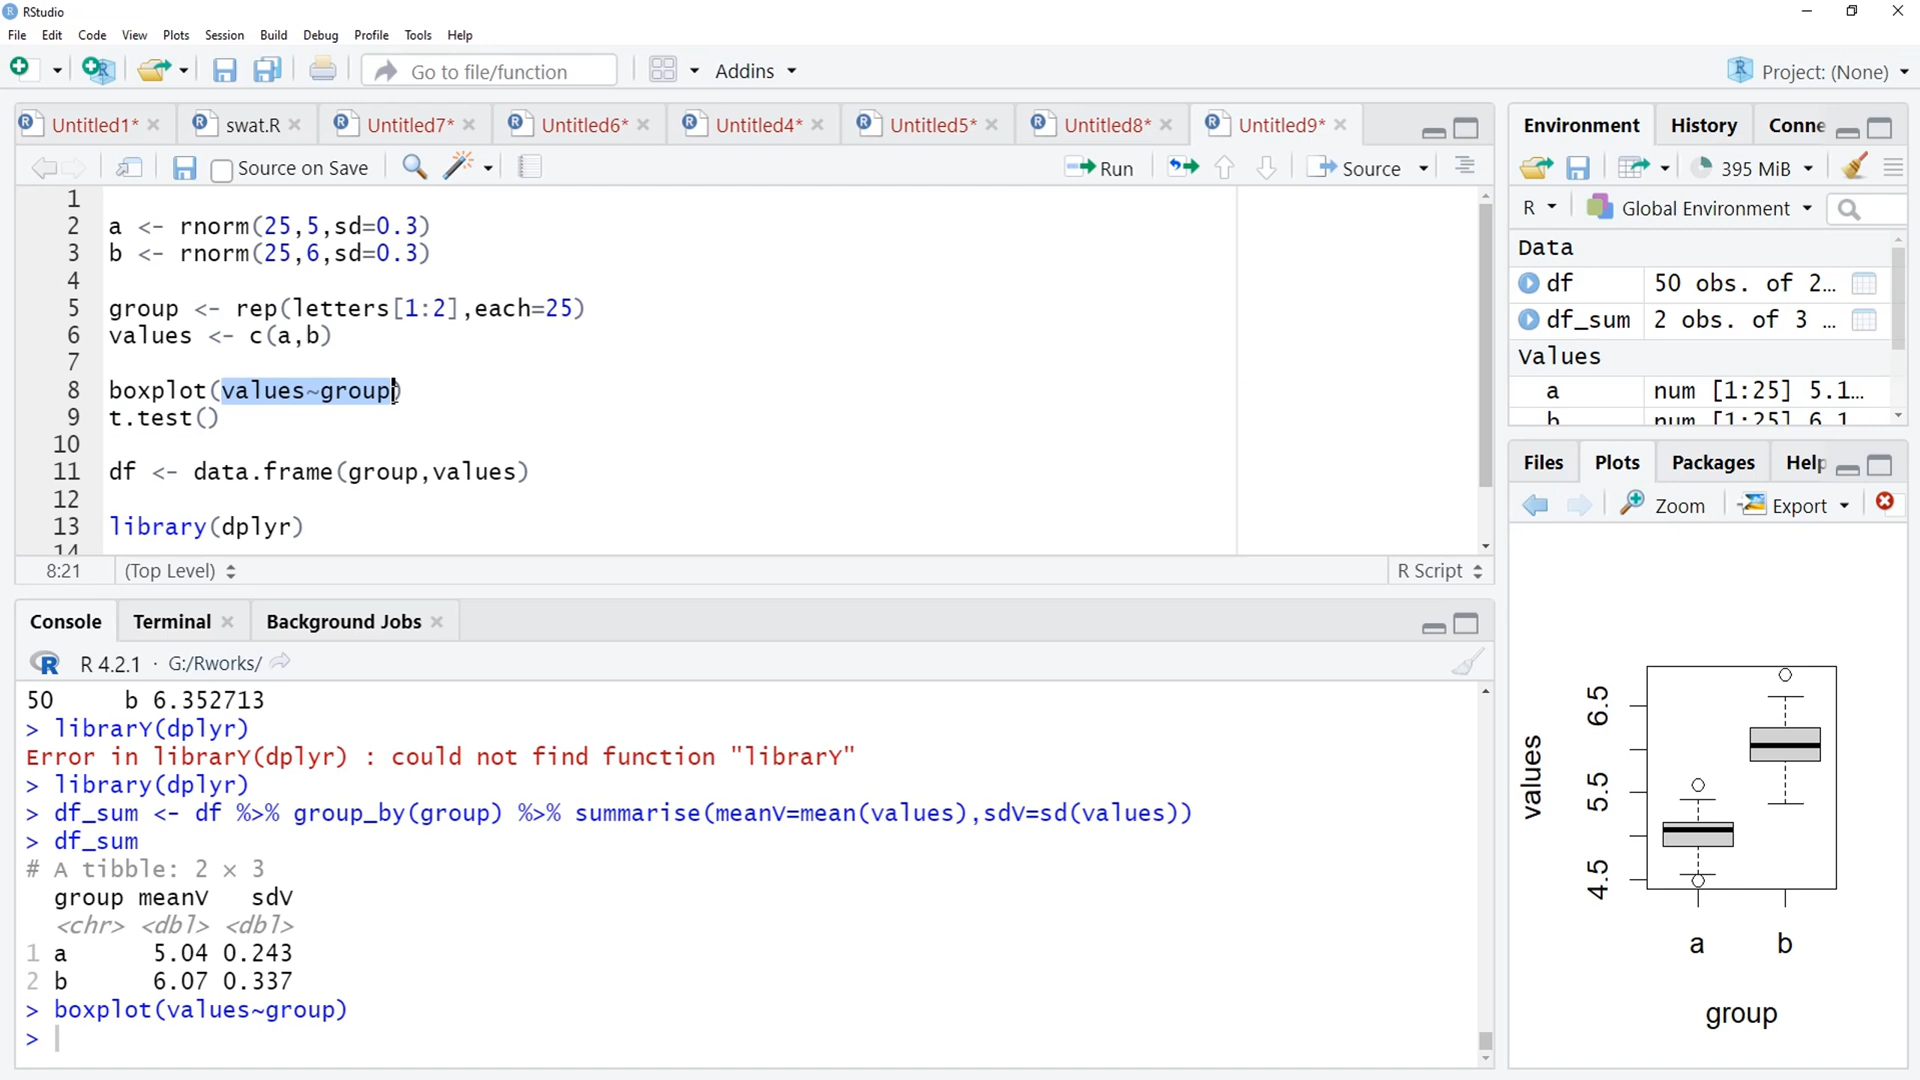 RStudio
File Edit Code View Plots Session Build Debug Profile Tools Help
Go to file/function Addins Project: (None)
Untitled1* swat.R Untitled7* Untitled6* Untitled4* Untitled5* Untitled8* Untitled9*
Source on Save Run Source
1
2 a <- rnorm(25,5,sd=0.3)
3 b <- rnorm(25,6,sd=0.3)
4
5 group <- rep(letters[1:2],each=25)
6 values <- c(a,b)
7
8 boxplot(values~group)
9 t.test()
10
11 df <- data.frame(group,values)
12
13 library(dplyr)
14
8:21 (Top Level) R Script
Console Terminal Background Jobs
R 4.2.1 · G:/Rworks/
50 b 6.352713
> librarY(dplyr)
Error in librarY(dplyr) : could not find function "librarY"
> library(dplyr)
> df_sum <- df %>% group_by(group) %>% summarise(meanV=mean(values),sdV=sd(values))
> df_sum
# A tibble: 2 × 3
group meanV sdV
<chr> <dbl> <dbl>
1 a 5.04 0.243
2 b 6.07 0.337
> boxplot(values~group)
>
Environment History Conne
395 MiB
R Global Environment
Data
df 50 obs. of 2…
df_sum 2 obs. of 3 …
Values
a num [1:25] 5.1…
b num [1:25] 6.1
Files Plots Packages Help
Zoom Export
values
6.5
5.5
4.5
a b
group